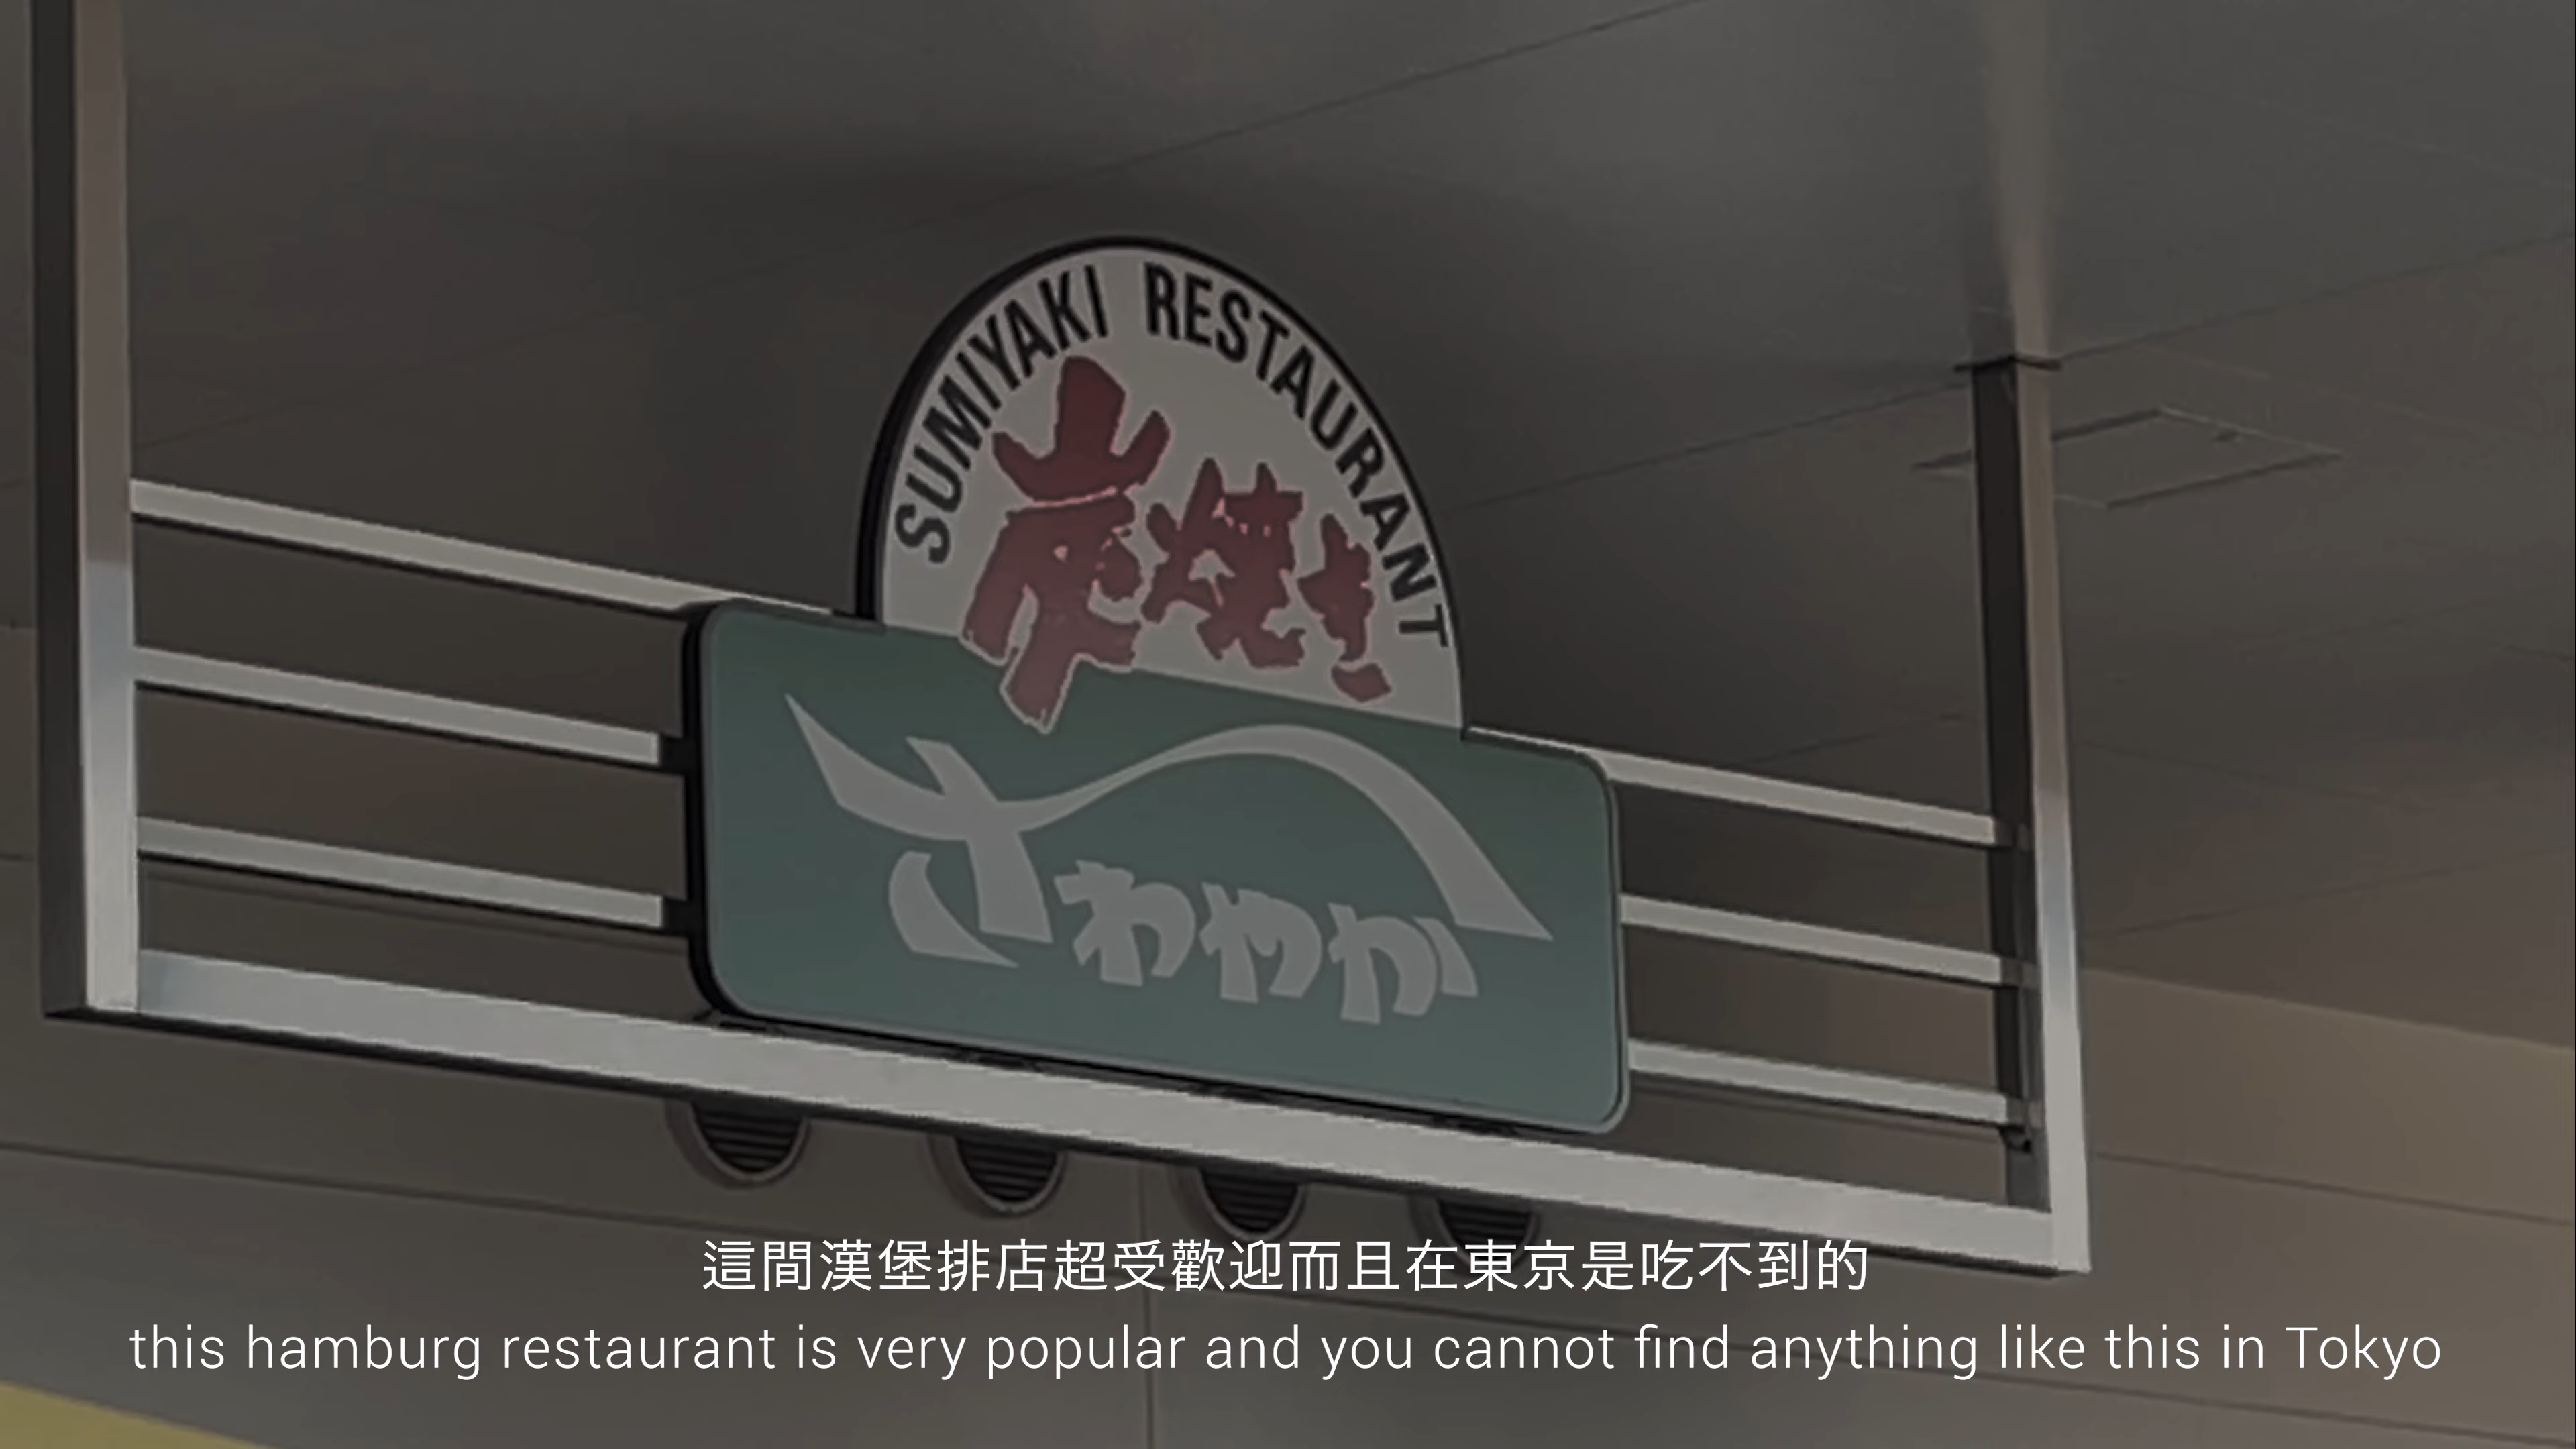 SUMIYAKI RESTAURANT
炭焼き
さわやか
這間漢堡排店超受歡迎而且在東京是吃不到的
this hamburg restaurant is very popular and you cannot find anything like this in Tokyo